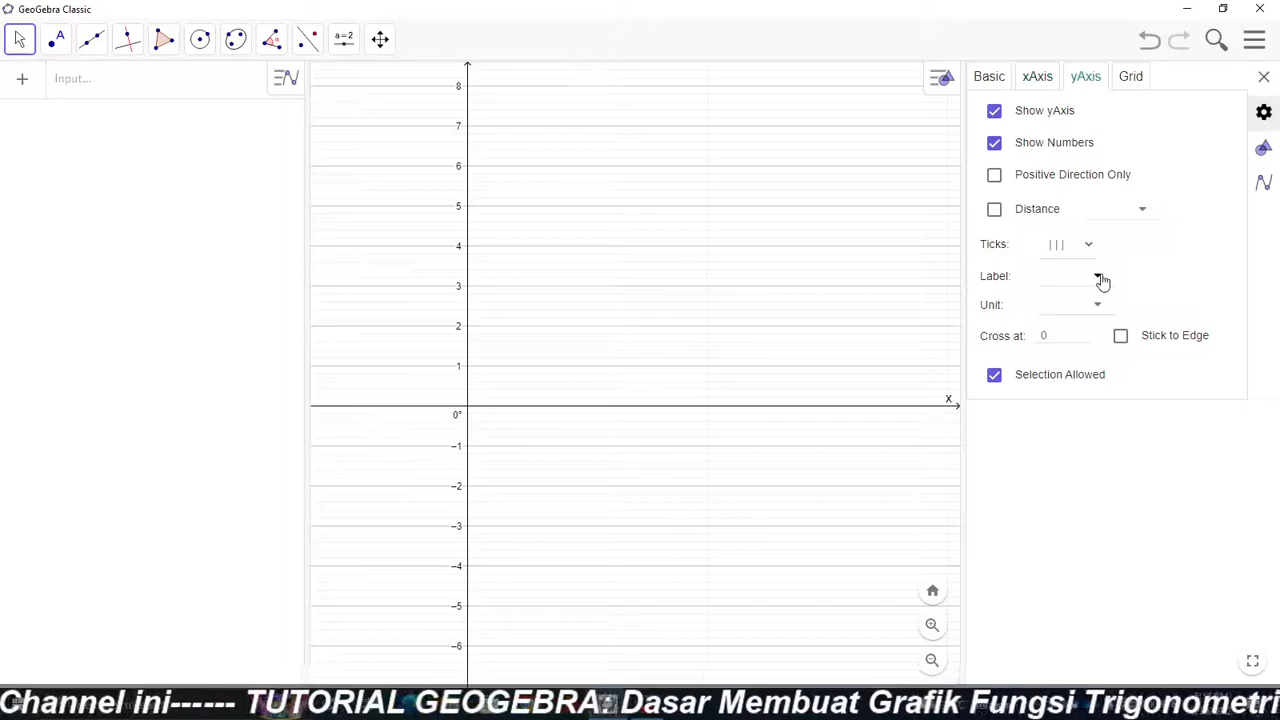 GeoGebra Classic
a=2
Input...
Basic
xAxis
yAxis
Grid
Show yAxis
Show Numbers
Positive Direction Only
Distance
Ticks:
| | |
Label:
Unit:
Cross at: 0
Stick to Edge
Selection Allowed
8
7
6
5
4
3
2
1
X
0°
−1
−2
−3
−4
−5
−6
Channel ini------ TUTORIAL GEOGEBRA: Dasar Membuat Grafik Fungsi Trigonometri